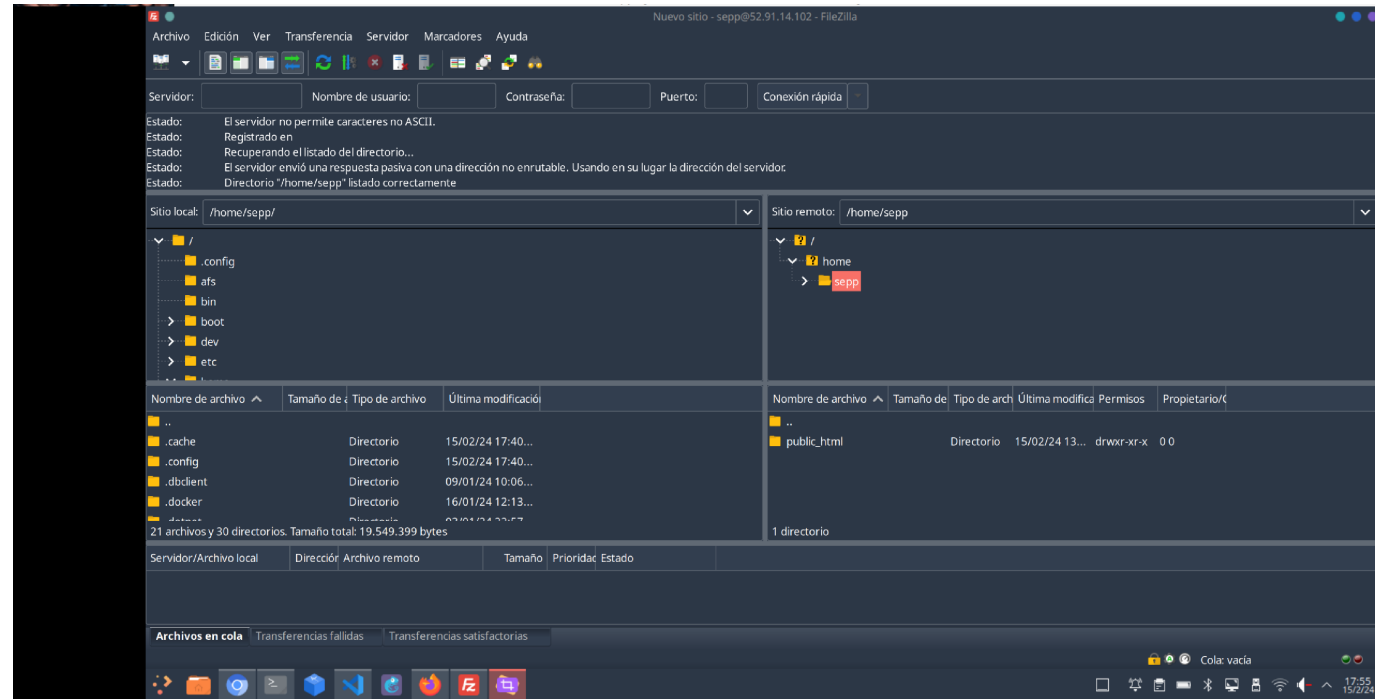 Nuevo sitio - sepp@52.91.14.102 - FileZilla
Archivo Edición Ver Transferencia Servidor Marcadores Ayuda
Servidor: Nombre de usuario: Contraseña: Puerto: Conexión rápida
Estado: El servidor no permite caracteres no ASCII.
Estado: Registrado en
Estado: Recuperando el listado del directorio...
Estado: El servidor envió una respuesta pasiva con una dirección no enrutable. Usando en su lugar la dirección del servidor.
Estado: Directorio "/home/sepp" listado correctamente
Sitio local: /home/sepp/
/
.config
afs
bin
boot
dev
etc
Sitio remoto: /home/sepp
/
home
sepp
Nombre de archivo Tamaño de Tipo de archivo Última modificació
..
.cache Directorio 15/02/24 17:40...
.config Directorio 15/02/24 17:40...
.dbclient Directorio 09/01/24 10:06...
.docker Directorio 16/01/24 12:13...
21 archivos y 30 directorios. Tamaño total: 19.549.399 bytes
Nombre de archivo Tamaño de Tipo de arch Última modifica Permisos Propietario/
..
public_html Directorio 15/02/24 13... drwxr-xr-x 0 0
1 directorio
Servidor/Archivo local Direcciór Archivo remoto Tamaño Prioridad Estado
Archivos en cola Transferencias fallidas Transferencias satisfactorias
Cola: vacía
17:55
15/2/24